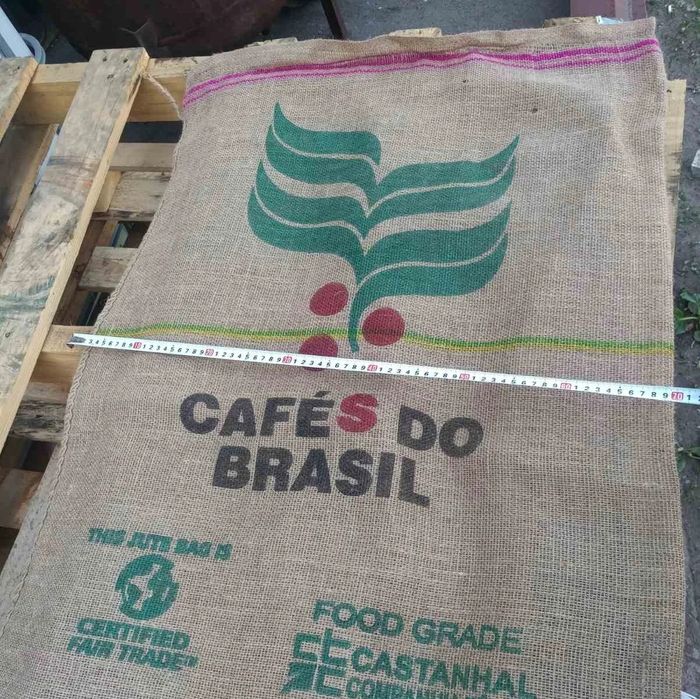 CAFÉS DO
BRASIL
THIS JUTE BAG IS
CERTIFIED
FAIR TRADE
FOOD GRADE
CASTANHAL